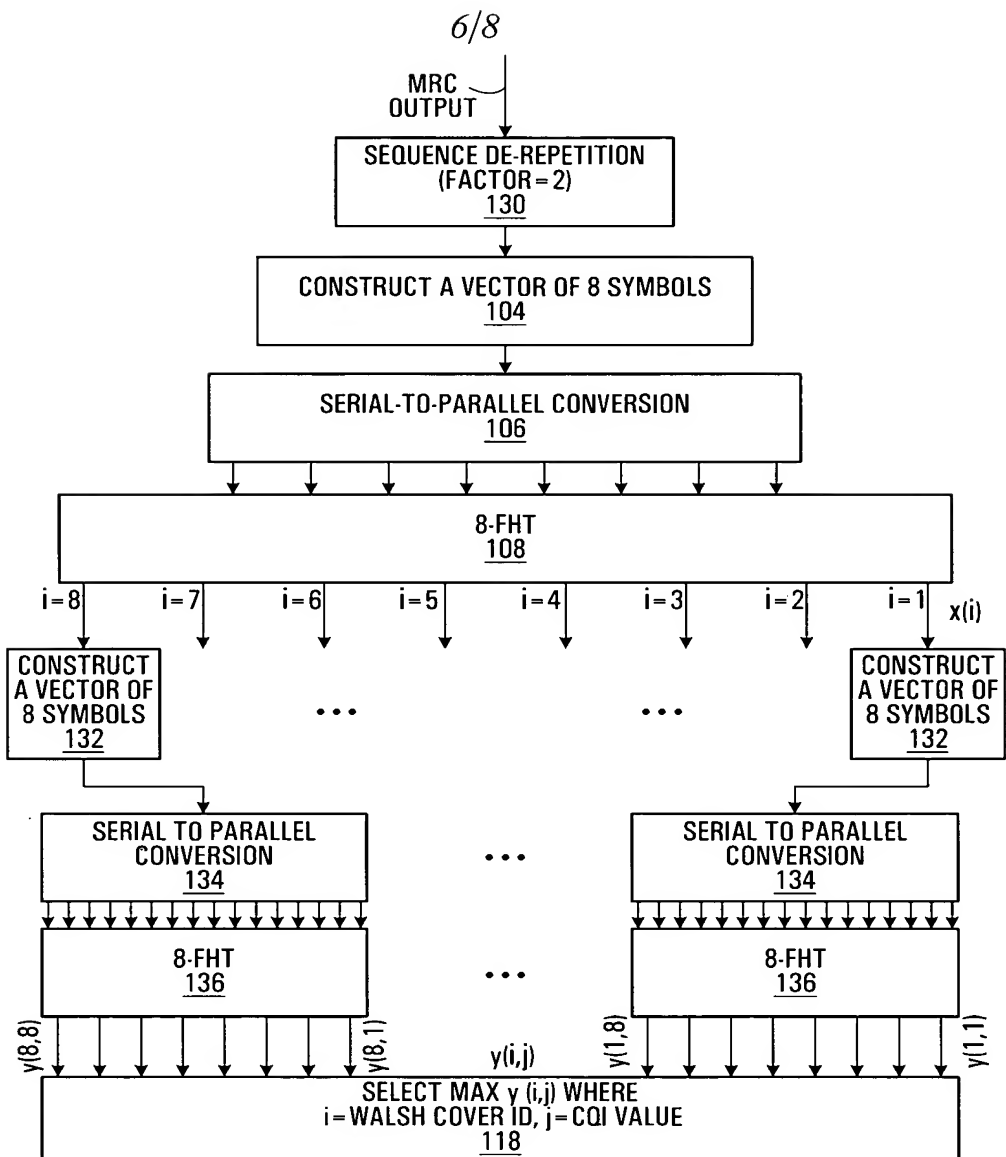 6/8
MRC
OUTPUT
SEQUENCE DE-REPETITION
(FACTOR = 2)
130
CONSTRUCT A VECTOR OF 8 SYMBOLS
104
SERIAL-TO-PARALLEL CONVERSION
106
8-FHT
108
i=8 i=7 i=6 i=5 i=4 i=3 i=2 i=1
x(i)
CONSTRUCT
A VECTOR OF
8 SYMBOLS
132
• • •
• • •
CONSTRUCT
A VECTOR OF
8 SYMBOLS
132
SERIAL TO PARALLEL
CONVERSION
134
• • •
SERIAL TO PARALLEL
CONVERSION
134
8-FHT
136
• • •
8-FHT
136
y(8,8)
y(8,1)
y(i,j)
y(1,8)
y(1,1)
SELECT MAX y (i,j) WHERE
i = WALSH COVER ID, j = CQI VALUE
118